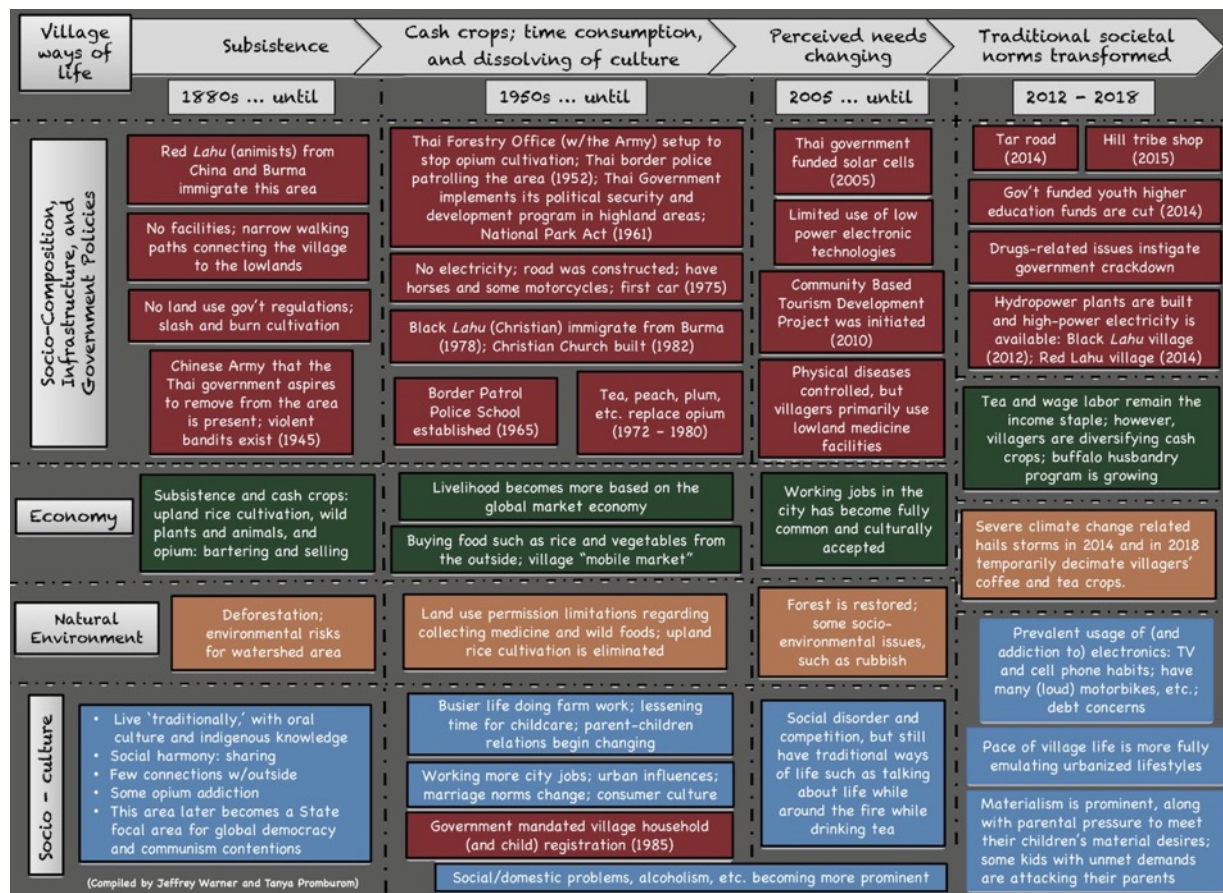 Village
ways of
life
Subsistence
Cash crops; time consumption,
and dissolving of culture
Perceived needs
changing
Traditional societal
norms transformed
1880s ... until
1950s ... until
2005 ... until
2012 - 2018
Socio-Composition,
Infrastructure, and
Government Policies
Red Lahu (animists) from
China and Burma
immigrate this area
No facilities; narrow walking
paths connecting the village
to the lowlands
No land use gov't regulations;
slash and burn cultivation
Chinese Army that the
Thai government aspires
to remove from the area
is present; violent
bandits exist (1945)
Thai Forestry Office (w/the Army) setup to
stop opium cultivation; Thai border police
patrolling the area (1952); Thai Government
implements its political security and
development program in highland areas;
National Park Act (1961)
No electricity; road was constructed; have
horses and some motorcycles; first car (1975)
Black Lahu (Christian) immigrate from Burma
(1978); Christian Church built (1982)
Border Patrol
Police School
established (1965)
Tea, peach, plum,
etc. replace opium
(1972 - 1980)
Thai government
funded solar cells
(2005)
Limited use of low
power electronic
technologies
Community Based
Tourism Development
Project was initiated
(2010)
Physical diseases
controlled, but
villagers primarily use
lowland medicine
facilities
Tar road
(2014)
Hill tribe shop
(2015)
Gov't funded youth higher
education funds are cut (2014)
Drugs-related issues instigate
government crackdown
Hydropower plants are built
and high-power electricity is
available: Black Lahu village
(2012); Red Lahu village (2014)
Economy
Subsistence and cash crops:
upland rice cultivation, wild
plants and animals, and
opium: bartering and selling
Livelihood becomes more based on the
global market economy
Buying food such as rice and vegetables from
the outside; village "mobile market"
Working jobs in the
city has become fully
common and culturally
accepted
Tea and wage labor remain the
income staple; however,
villagers are diversifying cash
crops; buffalo husbandry
program is growing
Natural
Environment
Deforestation;
environmental risks
for watershed area
Land use permission limitations regarding
collecting medicine and wild foods; upland
rice cultivation is eliminated
Forest is restored;
some socio-
environmental issues,
such as rubbish
Severe climate change related
hails storms in 2014 and in 2018
temporarily decimate villagers'
coffee and tea crops.
Socio - culture
• Live 'traditionally,' with oral
culture and indigenous knowledge
• Social harmony: sharing
• Few connections w/outside
• Some opium addiction
• This area later becomes a State
focal area for global democracy
and communism contentions
Busier life doing farm work; lessening
time for childcare; parent-children
relations begin changing
Working more city jobs; urban influences;
marriage norms change; consumer culture
Government mandated village household
(and child) registration (1985)
Social/domestic problems, alcoholism, etc. becoming more prominent
Social disorder and
competition, but still
have traditional ways
of life such as talking
about life while
around the fire while
drinking tea
Prevalent usage of (and
addiction to) electronics: TV
and cell phone habits; have
many (loud) motorbikes, etc.;
debt concerns
Pace of village life is more fully
emulating urbanized lifestyles
Materialism is prominent, along
with parental pressure to meet
their children's material desires;
some kids with unmet demands
are attacking their parents
(Compiled by Jeffrey Warner and Tanya Promburom)